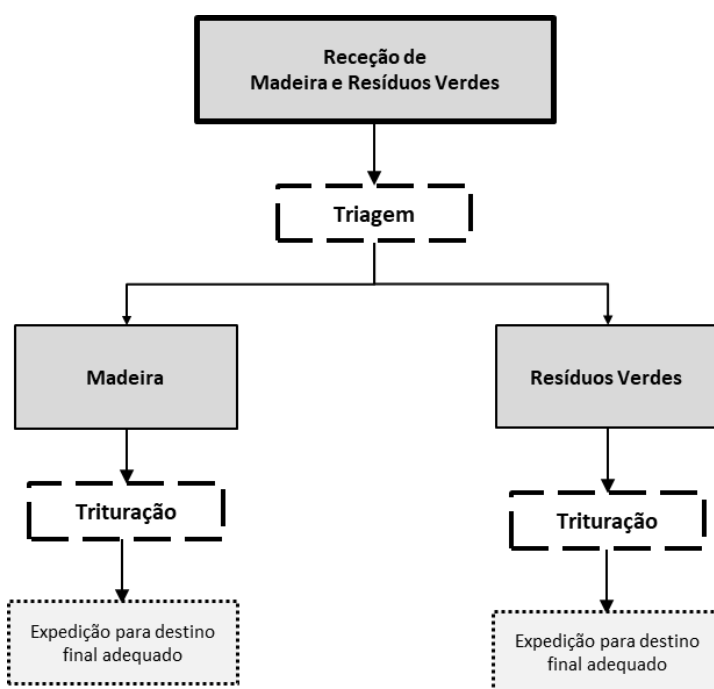 Receção de
Madeira e Resíduos Verdes
Triagem
Madeira
Resíduos Verdes
Trituração
Trituração
Expedição para destino
final adequado
Expedição para destino
final adequado